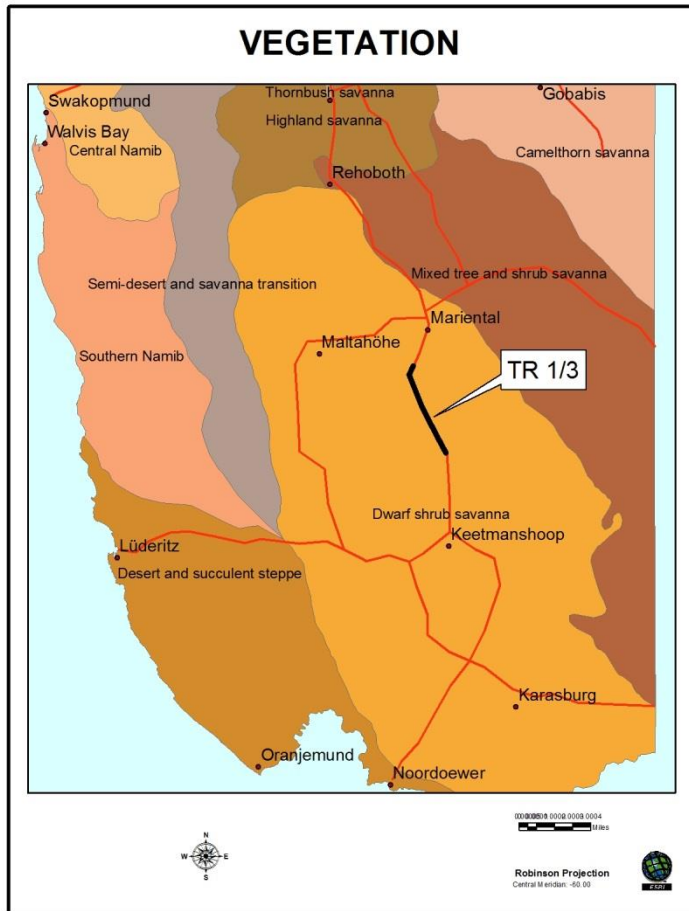 VEGETATION
Thornbush savanna
Gobabis
Swakopmund
Highland savanna
Walvis Bay
Central Namib
Camelthorn savanna
Rehoboth
Mixed tree and shrub savanna
Semi-desert and savanna transition
Mariental
Maltahöhe
Southern Namib
TR 1/3
Dwarf shrub savanna
Keetmanshoop
Lüderitz
Desert and succulent steppe
Karasburg
Oranjemund
Noordoewer
N
W E
S
Miles
Robinson Projection
Central Meridian: -60.00
ESRI